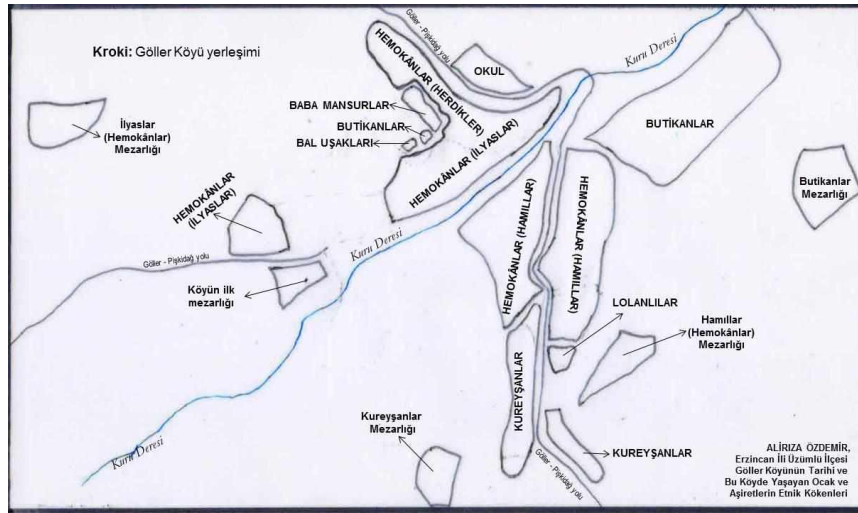 Kroki: Göller Köyü yerleşimi
Göller - Pişkidağ yolu
HEMOKÂNLAR (HERDİKLER)
OKUL
Kuru Deresi
BABA MANSURLAR
BUTİKANLAR
BAL UŞAKLARI
HEMOKÂNLAR (İLYASLAR)
BUTİKANLAR
İlyaslar
(Hemokânlar)
Mezarlığı
Butikanlar
Mezarlığı
HEMOKÂNLAR
(İLYASLAR)
HEMOKÂNLAR (HAMILLAR)
HEMOKÂNLAR
(HAMILLAR)
Göller - Pişkidağ yolu
Kuru Deresi
Köyün ilk
mezarlığı
LOLANLILAR
Hamıllar
(Hemokânlar)
Mezarlığı
KUREYŞANLAR
Kureyşanlar
Mezarlığı
Kuru Deresi
KUREYŞANLAR
Göller - Pişkidağ yolu
ALİRIZA ÖZDEMİR,
Erzincan İli Üzümlü İlçesi
Göller Köyünün Tarihi ve
Bu Köyde Yaşayan Ocak ve
Aşiretlerin Etnik Kökenleri